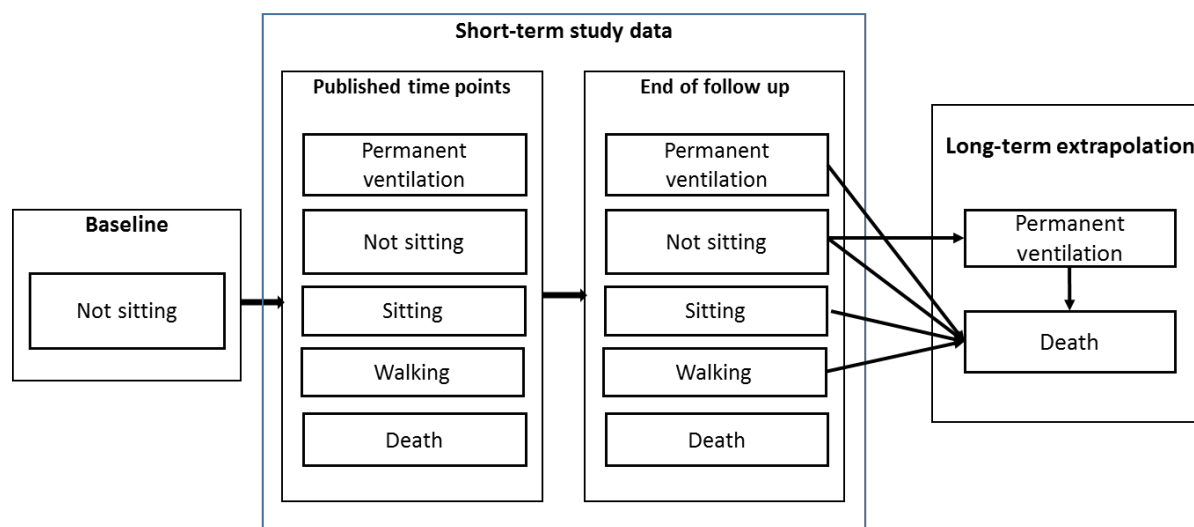 Short-term study data
Baseline
Not sitting
Published time points
Permanent
ventilation
Not sitting
Sitting
Walking
Death
End of follow up
Permanent
ventilation
Not sitting
Sitting
Walking
Death
Long-term extrapolation
Permanent
ventilation
Death